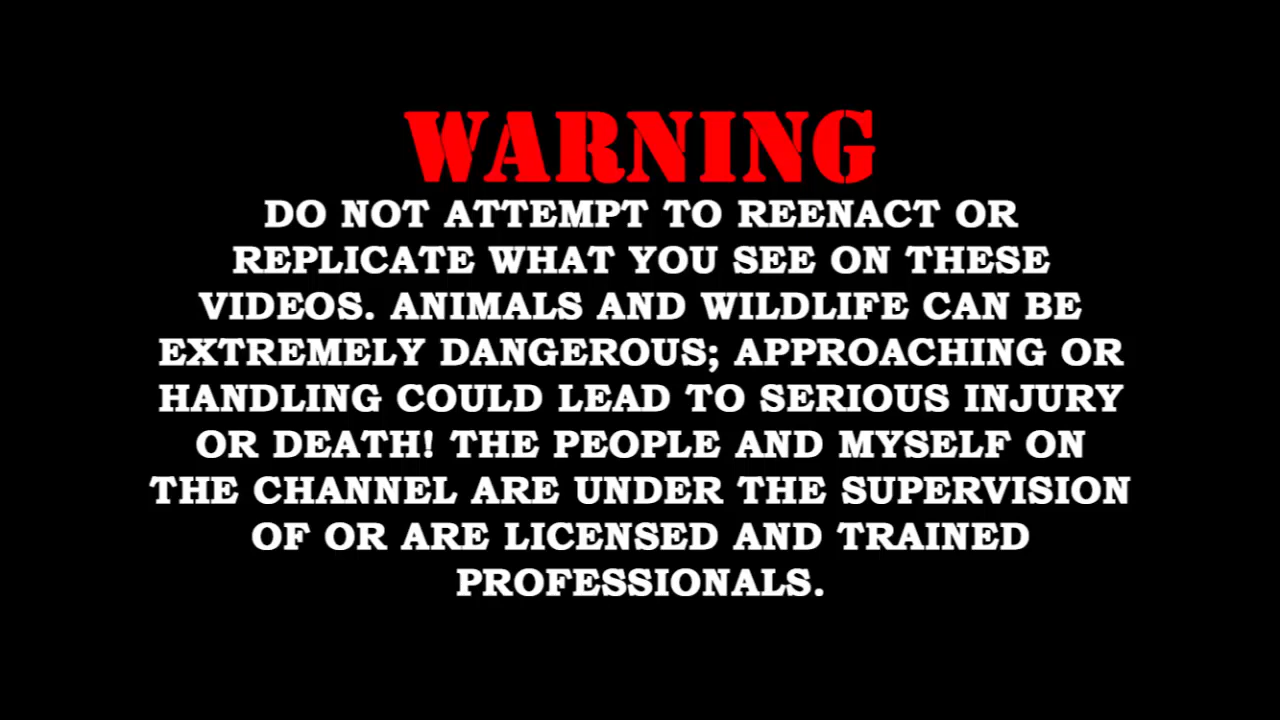 WARNING
DO NOT ATTEMPT TO REENACT OR
REPLICATE WHAT YOU SEE ON THESE
VIDEOS. ANIMALS AND WILDLIFE CAN BE
EXTREMELY DANGEROUS; APPROACHING OR
HANDLING COULD LEAD TO SERIOUS INJURY
OR DEATH! THE PEOPLE AND MYSELF ON
THE CHANNEL ARE UNDER THE SUPERVISION
OF OR ARE LICENSED AND TRAINED
PROFESSIONALS.